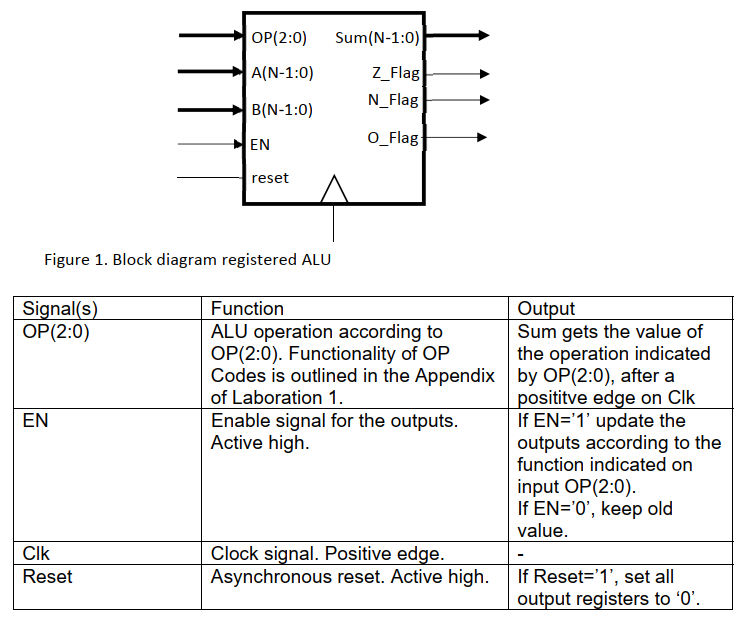 OP(2:0) Sum(N-1:0)
A(N-1:0) Z_Flag
N_Flag
B(N-1:0)
O_Flag
EN
reset
Figure 1. Block diagram registered ALU
Signal(s) Function Output
OP(2:0) ALU operation according to Sum gets the value of
OP(2:0). Functionality of OP the operation indicated
Codes is outlined in the Appendix by OP(2:0), after a
of Laboration 1. posititve edge on Clk
EN Enable signal for the outputs. If EN=’1’ update the
Active high. outputs according to the
function indicated on
input OP(2:0).
If EN=’0’, keep old
value.
Clk Clock signal. Positive edge. -
Reset Asynchronous reset. Active high. If Reset=’1’, set all
output registers to ‘0’.